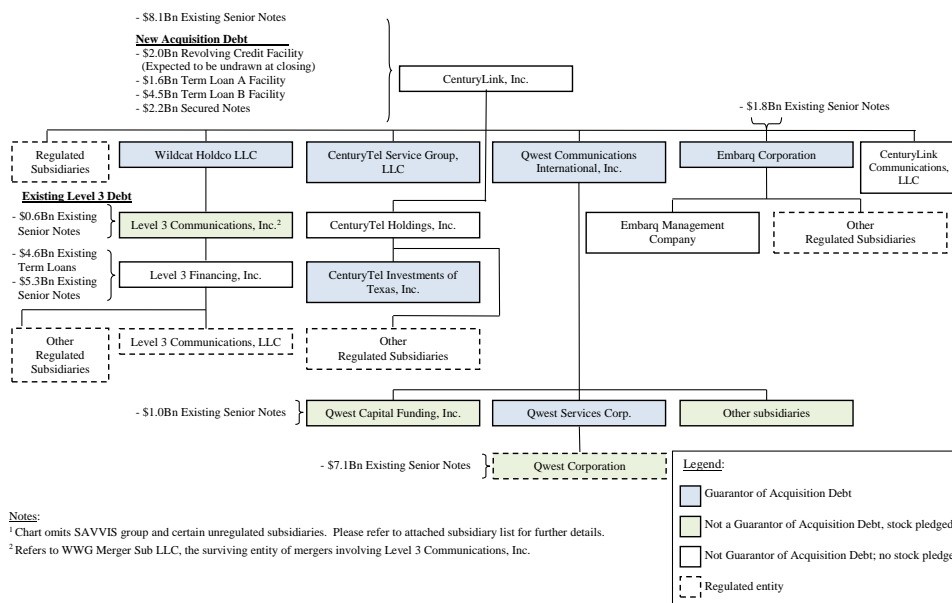 - $8.1Bn Existing Senior Notes
New Acquisition Debt
- $2.0Bn Revolving Credit Facility
(Expected to be undrawn at closing)
- $1.6Bn Term Loan A Facility
- $4.5Bn Term Loan B Facility
- $2.2Bn Secured Notes
CenturyLink, Inc.
- $1.8Bn Existing Senior Notes
Regulated
Subsidiaries
Wildcat Holdco LLC
CenturyTel Service Group,
LLC
Qwest Communications
International, Inc.
Embarq Corporation
CenturyLink
Communications,
LLC
Existing Level 3 Debt
- $0.6Bn Existing
Senior Notes
Level 3 Communications, Inc.2
CenturyTel Holdings, Inc.
Embarq Management
Company
Other
Regulated Subsidiaries
- $4.6Bn Existing
Term Loans
- $5.3Bn Existing
Senior Notes
Level 3 Financing, Inc.
CenturyTel Investments of
Texas, Inc.
Other
Regulated
Subsidiaries
Level 3 Communications, LLC
Other
Regulated Subsidiaries
- $1.0Bn Existing Senior Notes
Qwest Capital Funding, Inc.
Qwest Services Corp.
Other subsidiaries
- $7.1Bn Existing Senior Notes
Qwest Corporation
Legend:
Guarantor of Acquisition Debt
Not a Guarantor of Acquisition Debt, stock pledged
Not Guarantor of Acquisition Debt; no stock pledge
Regulated entity
Notes:
1 Chart omits SAVVIS group and certain unregulated subsidiaries. Please refer to attached subsidiary list for further details.
2 Refers to WWG Merger Sub LLC, the surviving entity of mergers involving Level 3 Communications, Inc.